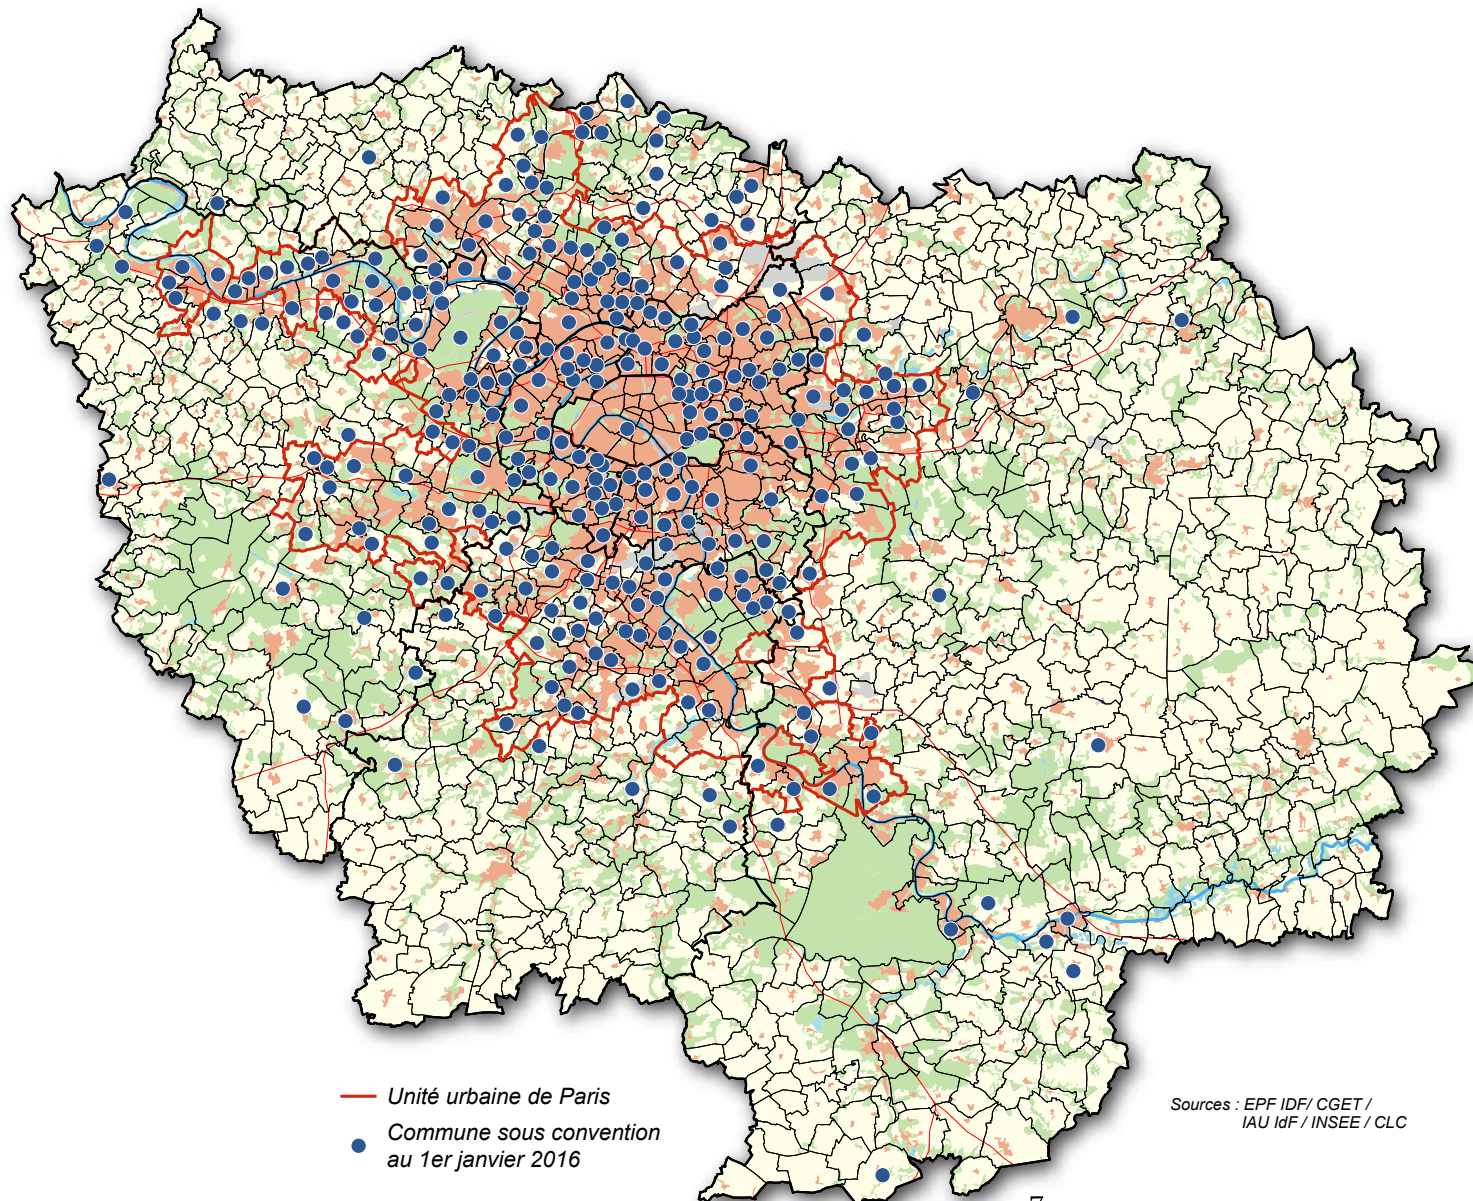 Unité urbaine de Paris
Commune sous convention
au 1er janvier 2016
Sources : EPF IDF/ CGET /
IAU IdF / INSEE / CLC
7